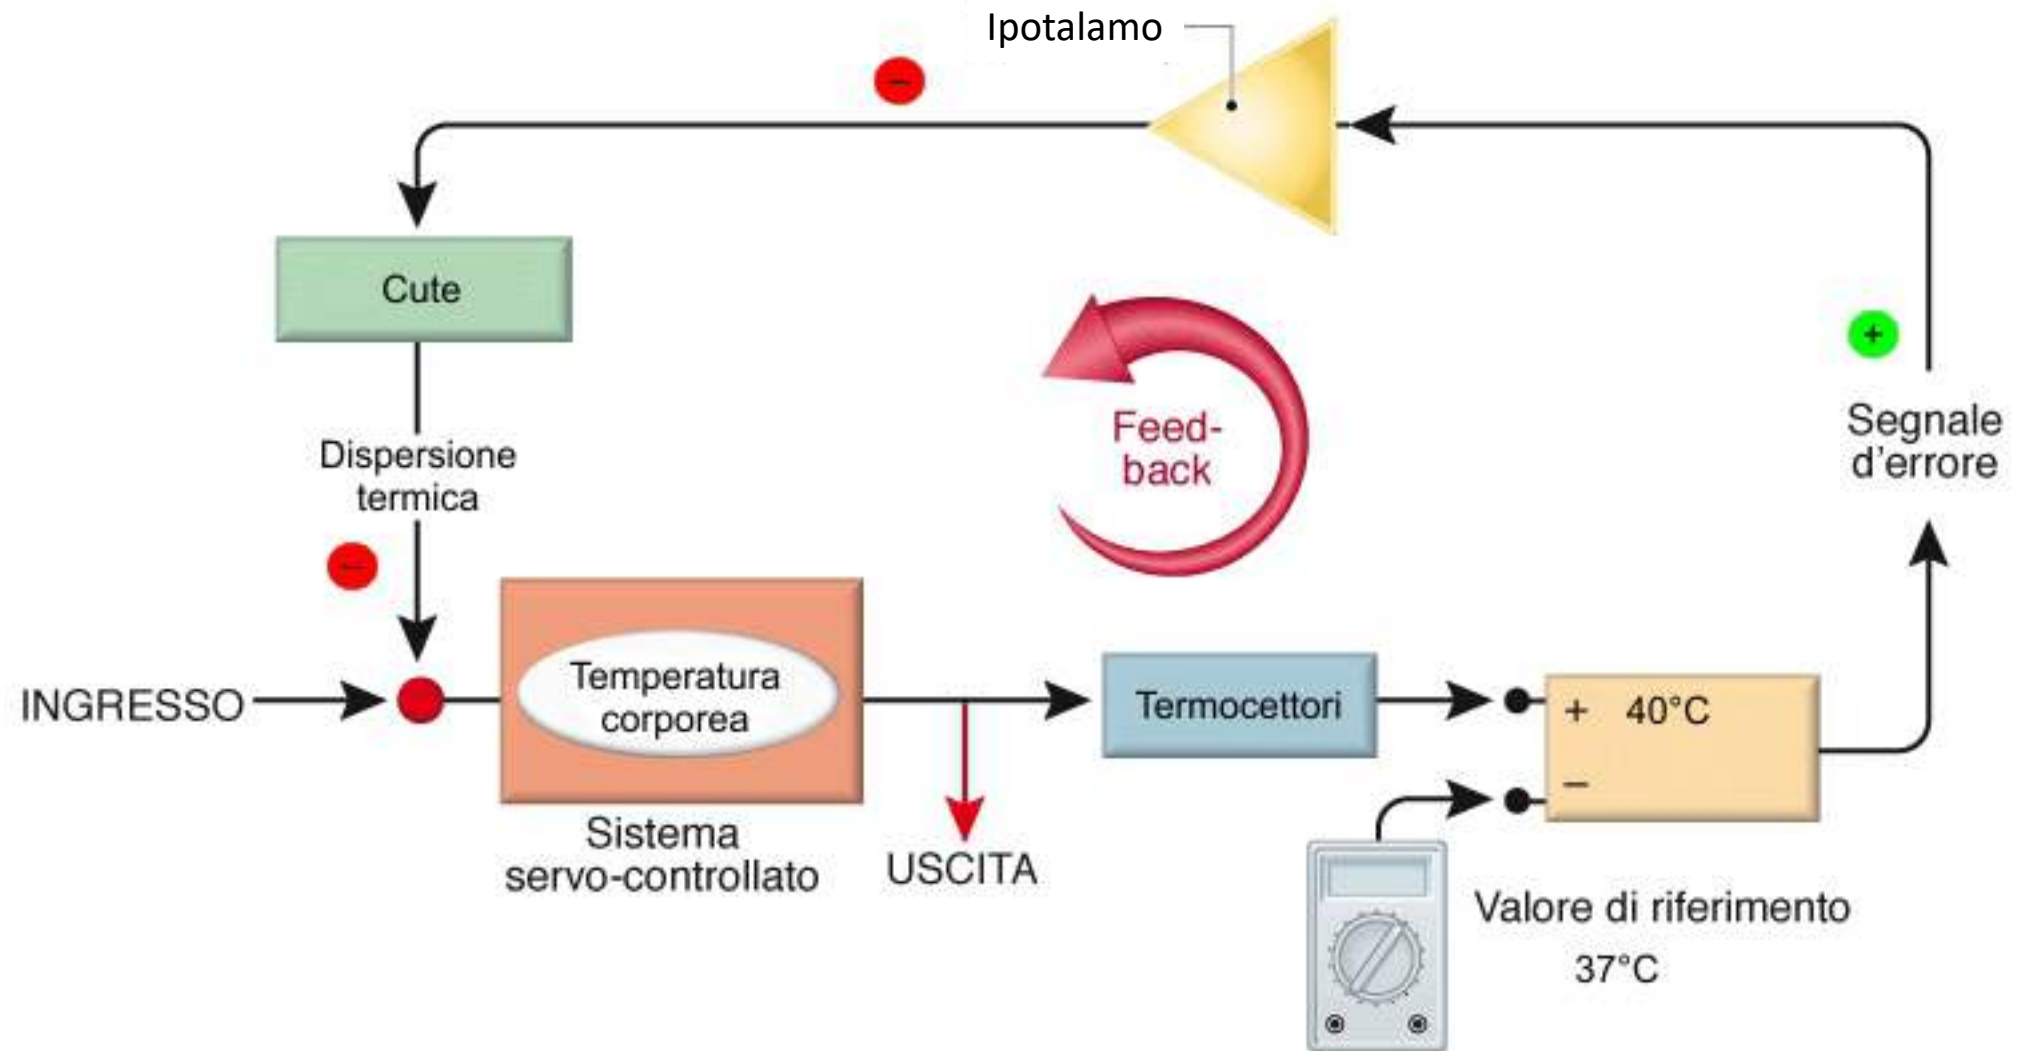 Ipotalamo
–
Cute
Feed-
back
+
Segnale
d'errore
Dispersione
termica
–
INGRESSO
Temperatura
corporea
Termocettori
+ 40°C
–
Sistema
servo-controllato
USCITA
Valore di riferimento
37°C